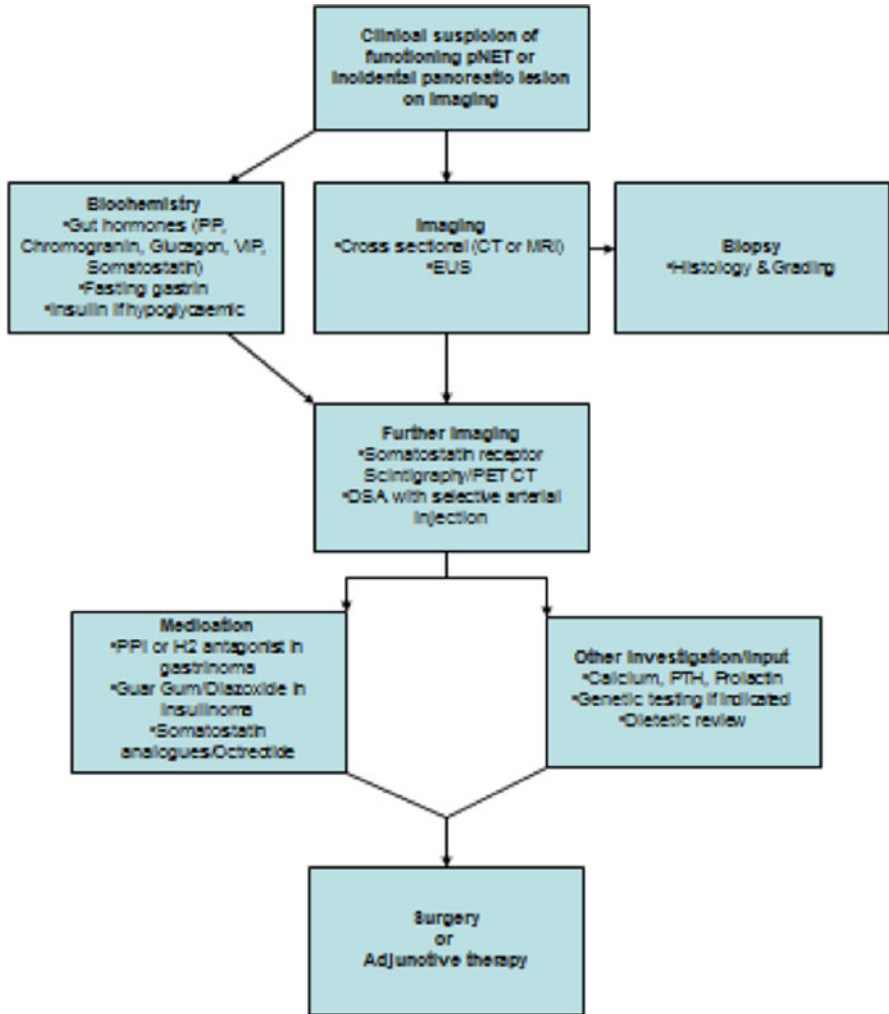 Clinical suspicion of
functioning pNET or
incidental pancreatic lesion
on imaging
Biochemistry
•Gut hormones (PP,
Chromogranin, Glucagon, VIP,
Somatostatin)
•Fasting gastrin
•Insulin if hypoglycaemic
Imaging
•Cross sectional (CT or MRI)
•EUS
Biopsy
•Histology & Grading
Further Imaging
•Somatostatin receptor
Scintigraphy/PET CT
•DSA with selective arterial
injection
Medication
•PPI or H2 antagonist in
gastrinoma
•Guar Gum/Diazoxide in
insulinoma
•Somatostatin
analogues/Octreotide
Other Investigation/Input
•Calcium, PTH, Prolactin
•Genetic testing if indicated
•Dietetic review
Surgery
or
Adjunctive therapy